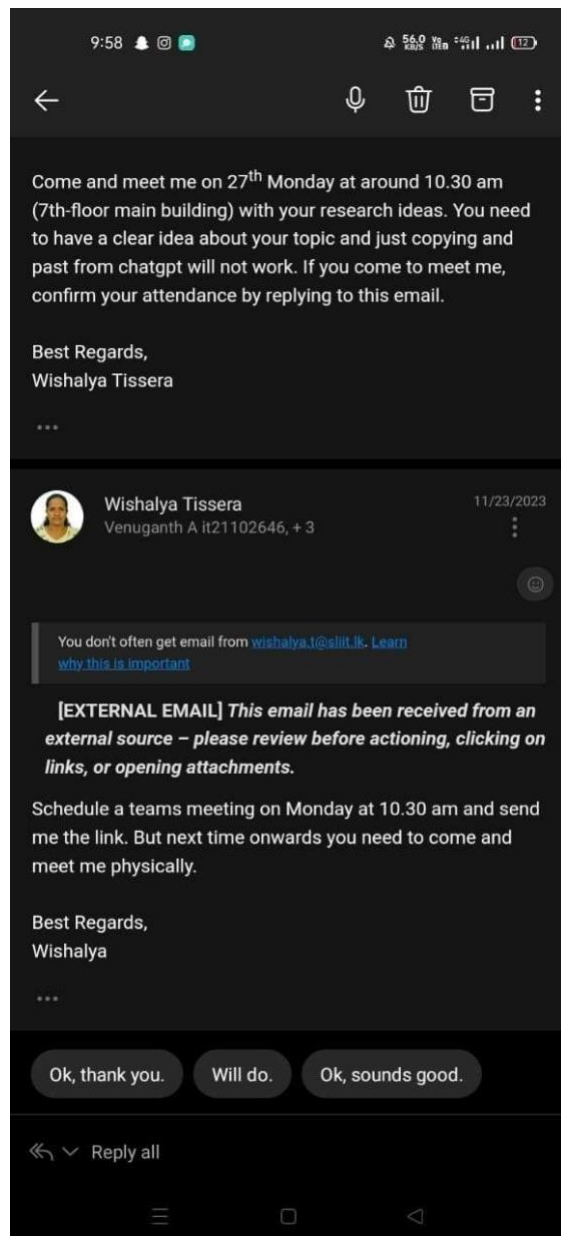 9:58
56.0 KB/S 4G 12
Come and meet me on 27th Monday at around 10.30 am
(7th-floor main building) with your research ideas. You need
to have a clear idea about your topic and just copying and
past from chatgpt will not work. If you come to meet me,
confirm your attendance by replying to this email.
Best Regards,
Wishalya Tissera
...
Wishalya Tissera
11/23/2023
Venuganth A it21102646, + 3
You don't often get email from wishalya.t@sliit.lk. Learn
why this is important
[EXTERNAL EMAIL] This email has been received from an
external source – please review before actioning, clicking on
links, or opening attachments.
Schedule a teams meeting on Monday at 10.30 am and send
me the link. But next time onwards you need to come and
meet me physically.
Best Regards,
Wishalya
...
Ok, thank you.
Will do.
Ok, sounds good.
Reply all